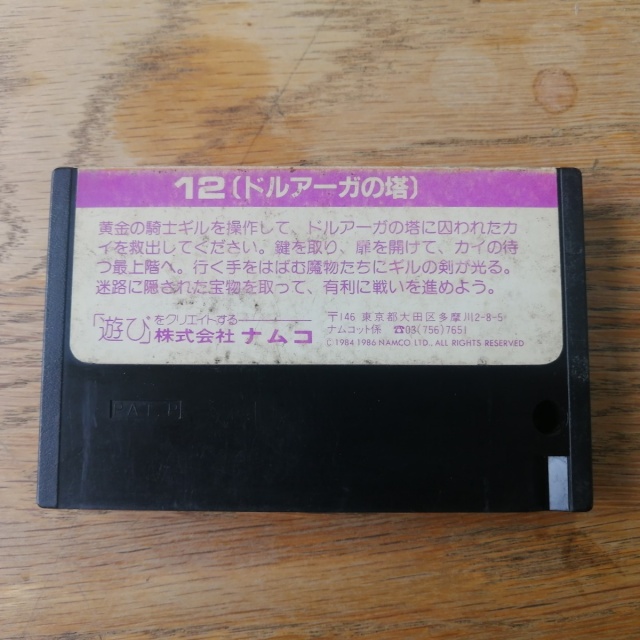 12〔ドルアーガの塔〕
黄金の騎士ギルを操作して、ドルアーガの塔に囚われたカ
イを救出してください。鍵を取り、扉を開けて、カイの待
つ最上階へ。行く手をはばむ魔物たちにギルの剣が光る。
迷路に隠された宝物を取って、有利に戦いを進めよう。
「遊び」をクリエイトする
株式会社 ナムコ
〒146 東京都大田区多摩川2-8-5
ナムコット係 ☎03(756)7651
© 1984 1986 NAMCO LTD., ALL RIGHTS RESERVED